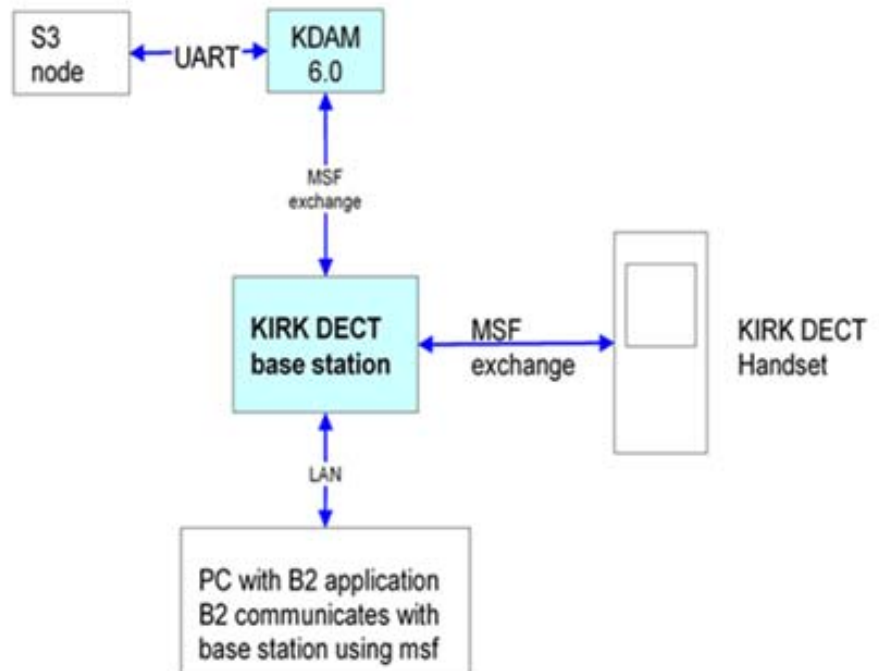 S3
node
UART
KDAM
6.0
MSF
exchange
KIRK DECT
base station
MSF
exchange
KIRK DECT
Handset
LAN
PC with B2 application
B2 communicates with
base station using msf